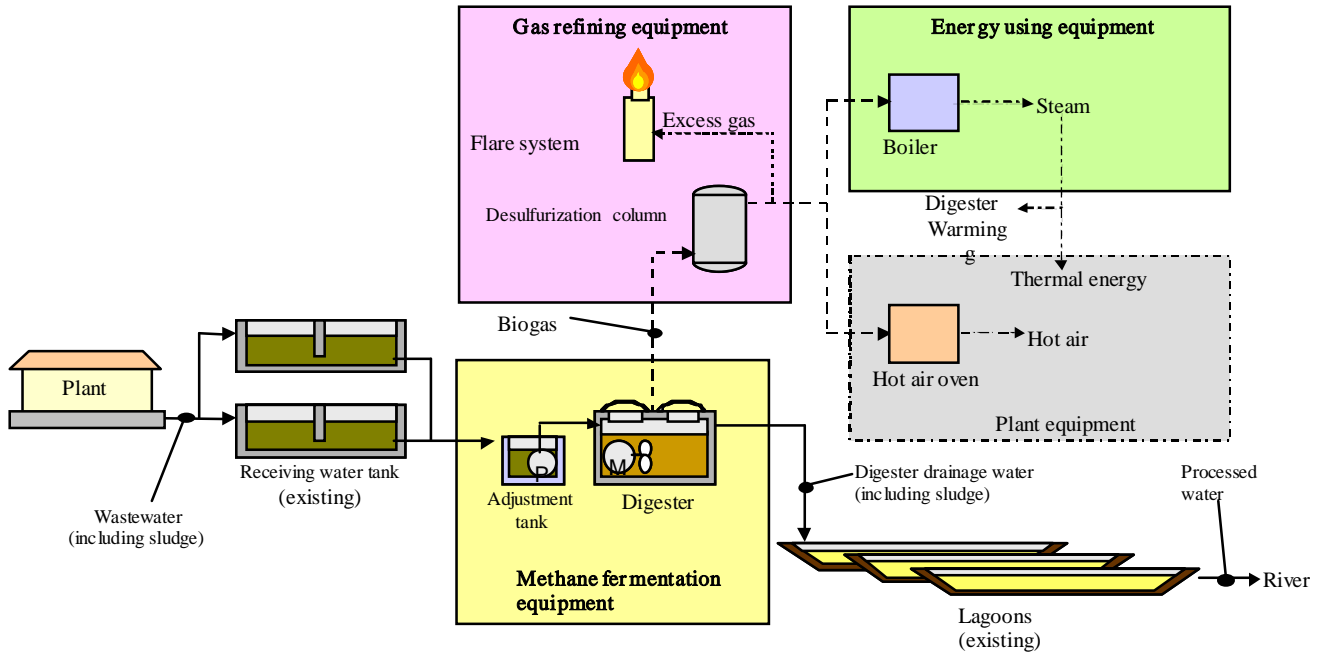 Gas refining equipment
Energy using equipment
Excess gas
Flare system
Steam
Boiler
Desulfurization column
Digester
Warming
g
Thermal energy
Biogas
Hot air
Hot air oven
Plant equipment
Plant
Receiving water tank
(existing)
P
M
Adjustment
tank
Digester
Digester drainage water
(including sludge)
Processed
water
Wastewater
(including sludge)
Methane fermentation
equipment
River
Lagoons
(existing)